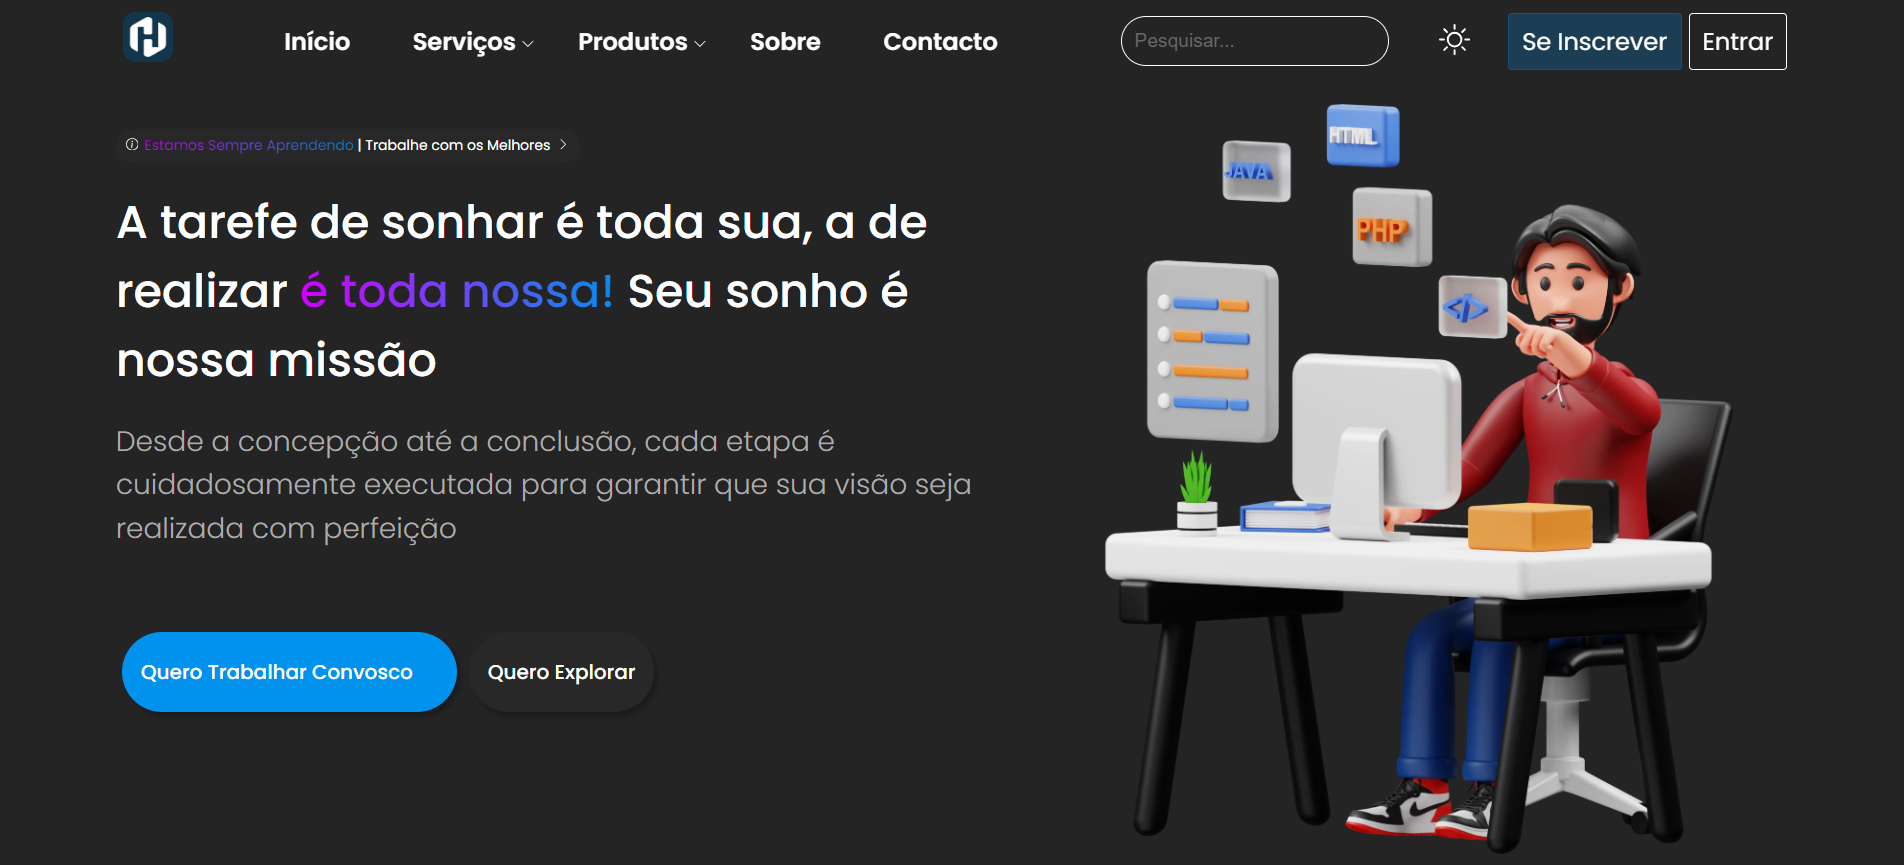 Início Serviços Produtos Sobre Contacto Pesquisar... Se Inscrever Entrar
Estamos Sempre Aprendendo | Trabalhe com os Melhores
A tarefe de sonhar é toda sua, a de
realizar é toda nossa! Seu sonho é
nossa missão
Desde a concepção até a conclusão, cada etapa é
cuidadosamente executada para garantir que sua visão seja
realizada com perfeição
Quero Trabalhar Convosco Quero Explorar
HTML
JAVA
PHP
</>